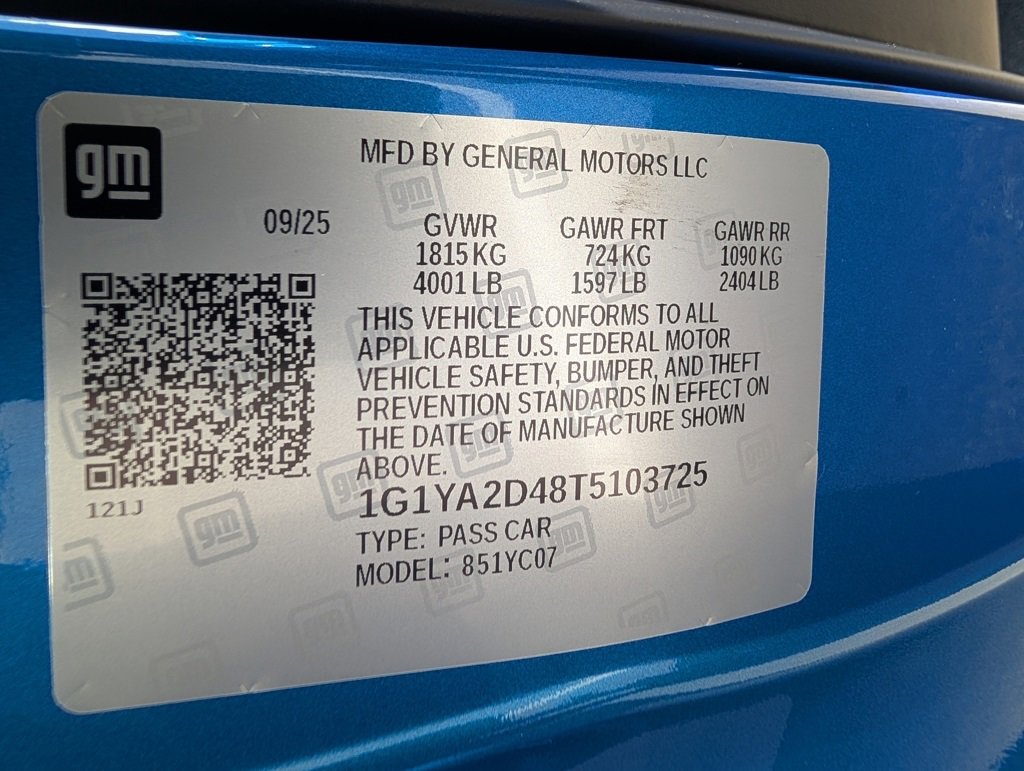 gm
MFD BY GENERAL MOTORS LLC
09/25 GVWR GAWR FRT GAWR RR
1815 KG 724 KG 1090 KG
4001 LB 1597 LB 2404 LB
THIS VEHICLE CONFORMS TO ALL
APPLICABLE U.S. FEDERAL MOTOR
VEHICLE SAFETY, BUMPER, AND THEFT
PREVENTION STANDARDS IN EFFECT ON
THE DATE OF MANUFACTURE SHOWN
ABOVE.
1G1YA2D48T5103725
121J
TYPE: PASS CAR
MODEL: 851YC07